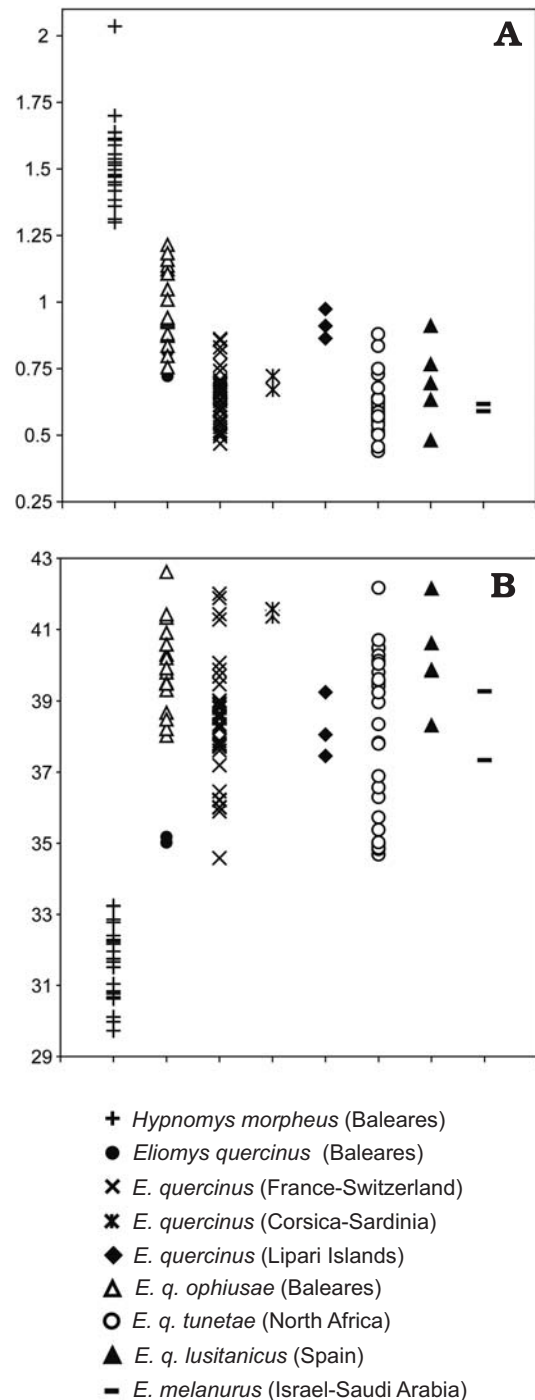 A
2
1.75
1.5
1.25
1
0.75
0.5
0.25
B
43
41
39
37
35
33
31
29
Hypnomys morpheus (Baleares)
Eliomys quercinus (Baleares)
E. quercinus (France-Switzerland)
E. quercinus (Corsica-Sardinia)
E. quercinus (Lipari Islands)
E. q. ophiusae (Baleares)
E. q. tunetae (North Africa)
E. q. lusitanicus (Spain)
E. melanurus (Israel-Saudi Arabia)